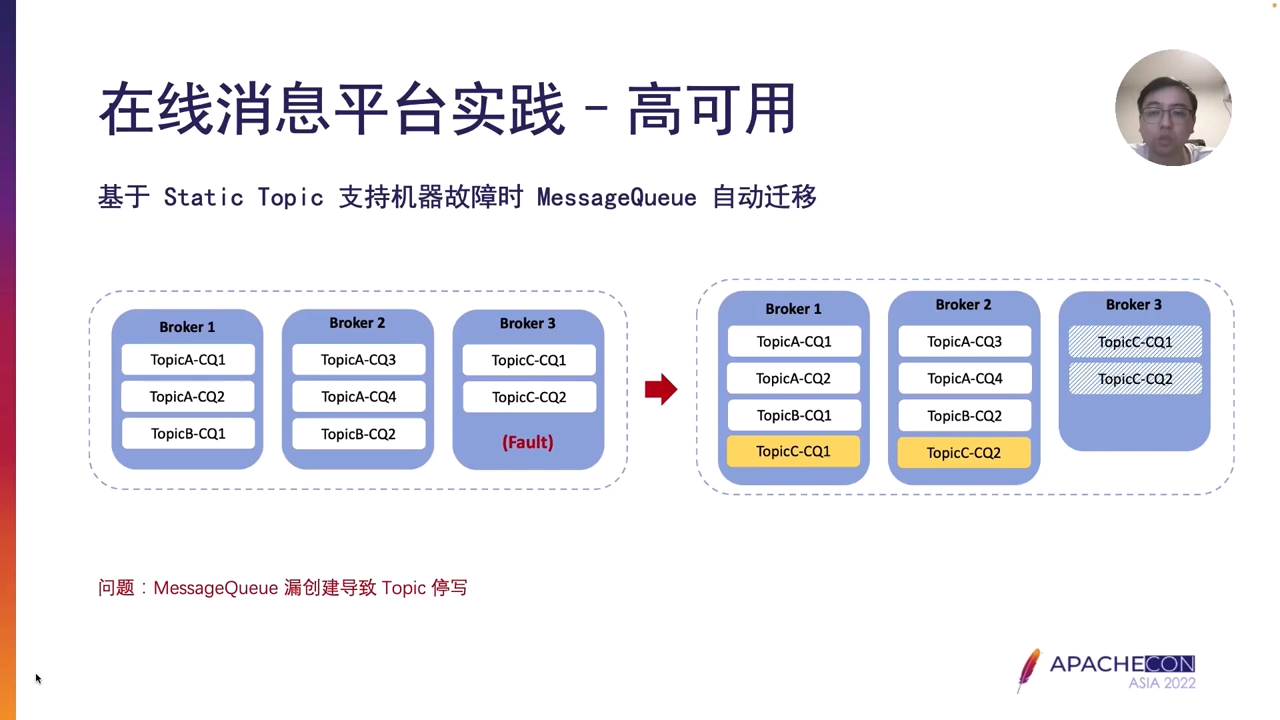 在线消息平台实践 - 高可用
基于 Static Topic 支持机器故障时 MessageQueue 自动迁移
Broker 1
TopicA-CQ1
TopicA-CQ2
TopicB-CQ1
Broker 2
TopicA-CQ3
TopicA-CQ4
TopicB-CQ2
Broker 3
TopicC-CQ1
TopicC-CQ2
(Fault)
Broker 1
TopicA-CQ1
TopicA-CQ2
TopicB-CQ1
TopicC-CQ1
Broker 2
TopicA-CQ3
TopicA-CQ4
TopicB-CQ2
TopicC-CQ2
Broker 3
TopicC-CQ1
TopicC-CQ2
问题：MessageQueue 漏创建导致 Topic 停写
APACHECON
ASIA 2022